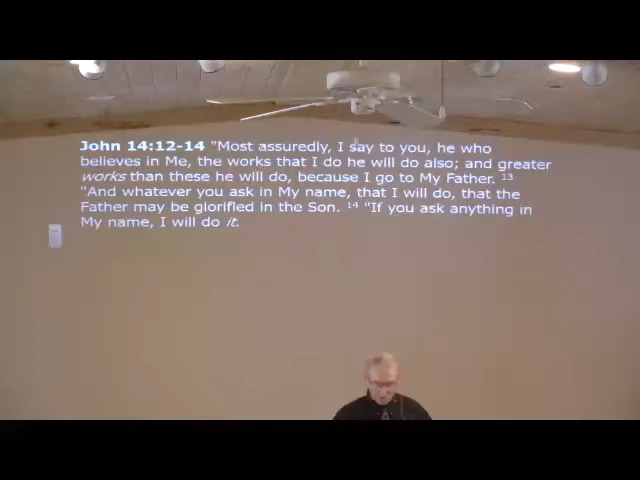 John 14:12-14 "Most assuredly, I say to you, he who
believes in Me, the works that I do he will do also; and greater
works than these he will do, because I go to My Father. 13
"And whatever you ask in My name, that I will do, that the
Father may be glorified in the Son. 14 "If you ask anything in
My name, I will do it.